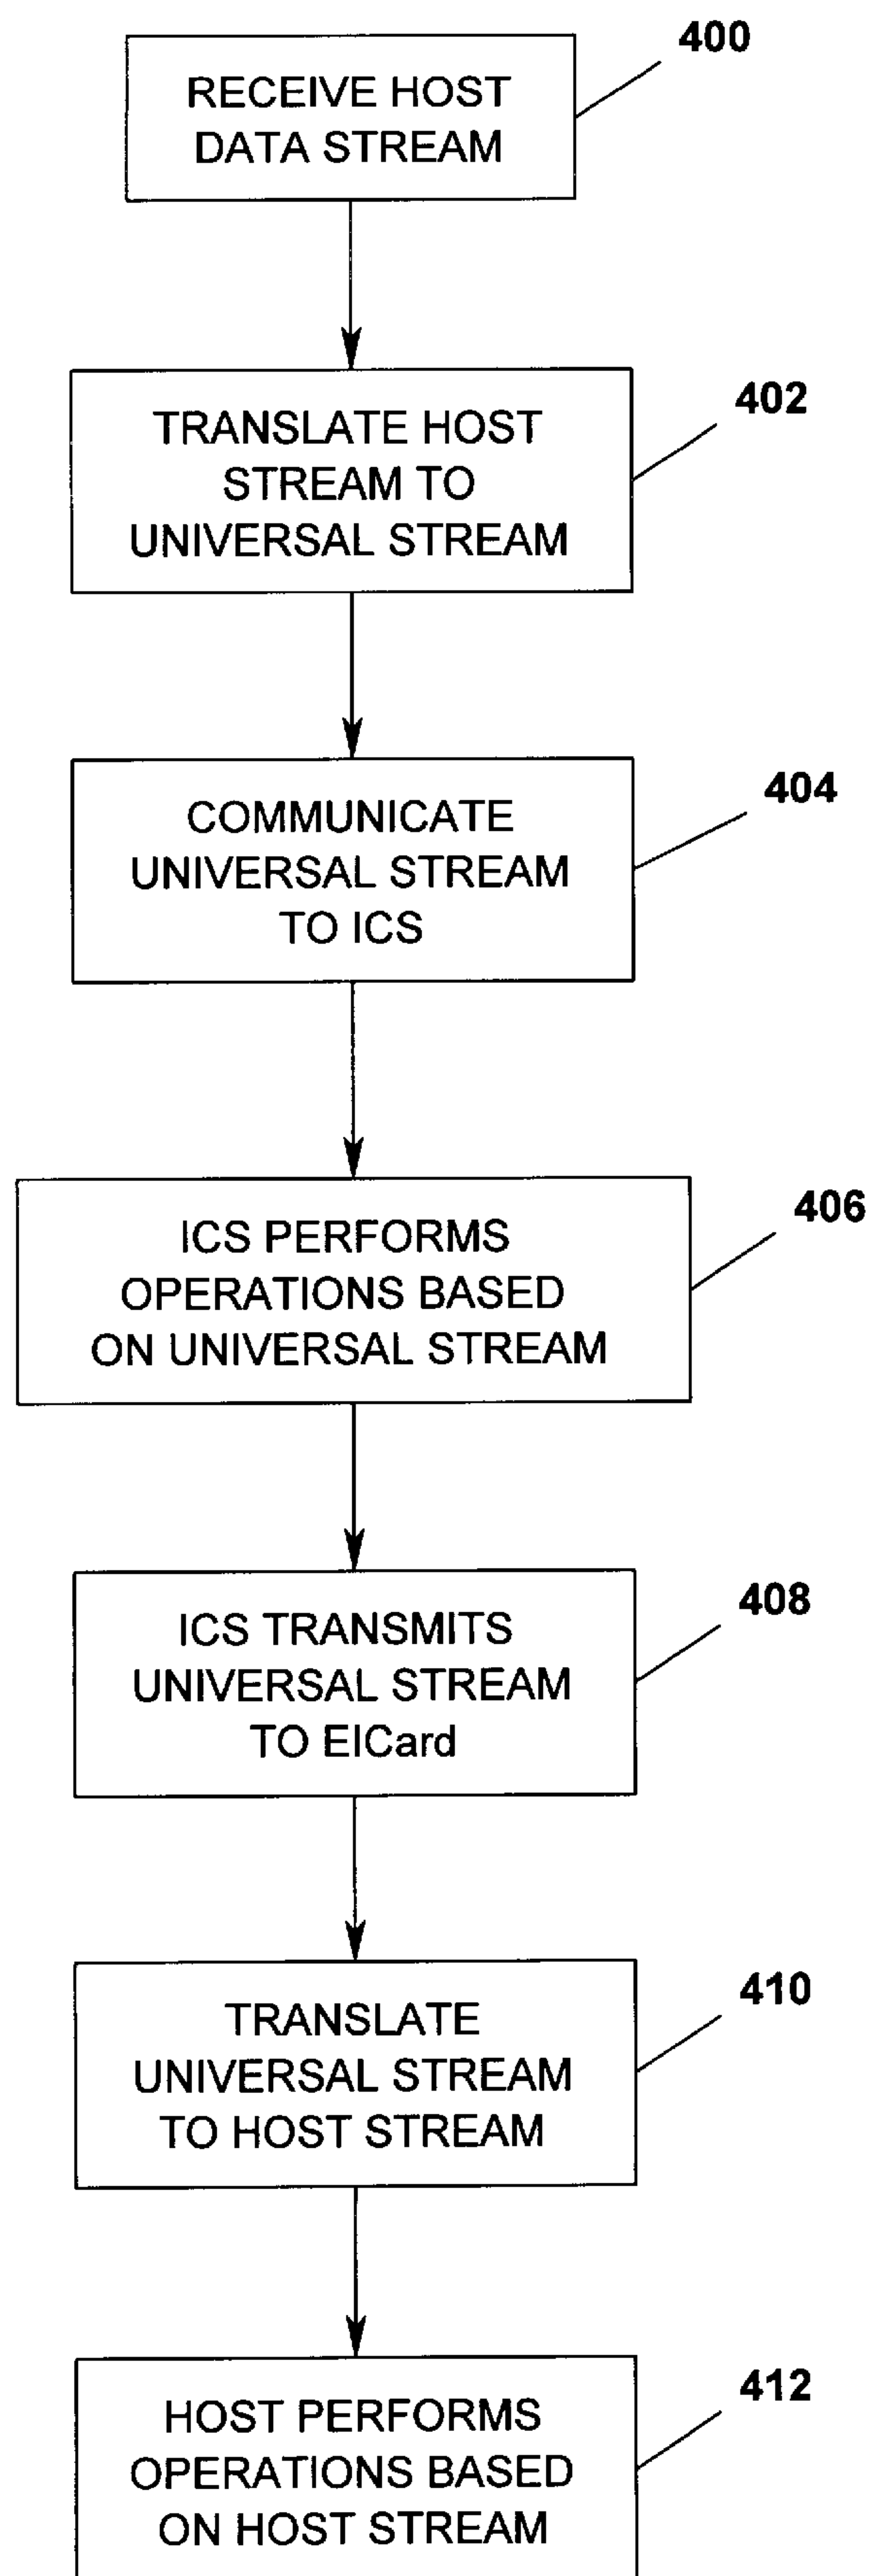 400
RECEIVE HOST
DATA STREAM
402
TRANSLATE HOST
STREAM TO
UNIVERSAL STREAM
404
COMMUNICATE
UNIVERSAL STREAM
TO ICS
406
ICS PERFORMS
OPERATIONS BASED
ON UNIVERSAL STREAM
408
ICS TRANSMITS
UNIVERSAL STREAM
TO EICard
410
TRANSLATE
UNIVERSAL STREAM
TO HOST STREAM
412
HOST PERFORMS
OPERATIONS BASED
ON HOST STREAM